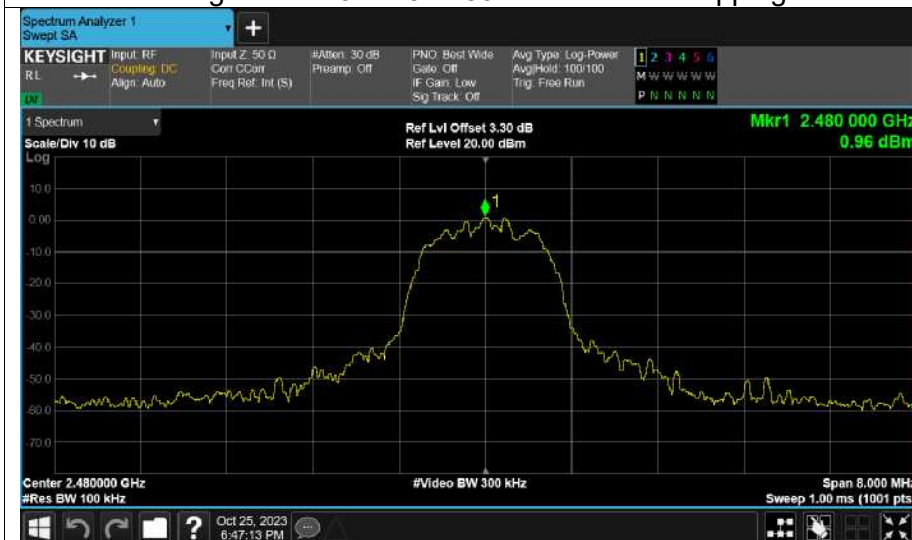 Spectrum Analyzer 1
Swept SA
+
KEYSIGHT Input: RF Input Z: 50 Ω #Atten: 30 dB PNO: Best Wide Avg Type: Log-Power 1 2 3 4 5 6
RL Coupling: DC Corr CCorr Preamp: Off Gate: Off Avg|Hold: 100/100 M W W W W W
Align: Auto Freq Ref: Int (S) IF Gain: Low Trig: Free Run
Sig Track: Off P N N N N N
1 Spectrum
Scale/Div 10 dB
Ref Lvl Offset 3.30 dB
Ref Level 20.00 dBm
Mkr1 2.480 000 GHz
0.96 dBm
Log
10.0
0.00
-10.0
-20.0
-30.0
-40.0
-50.0
-60.0
-70.0
1
Center 2.480000 GHz #Video BW 300 kHz Span 8.000 MHz
#Res BW 100 kHz Sweep 1.00 ms (1001 pts
? Oct 25, 2023
6:47:13 PM